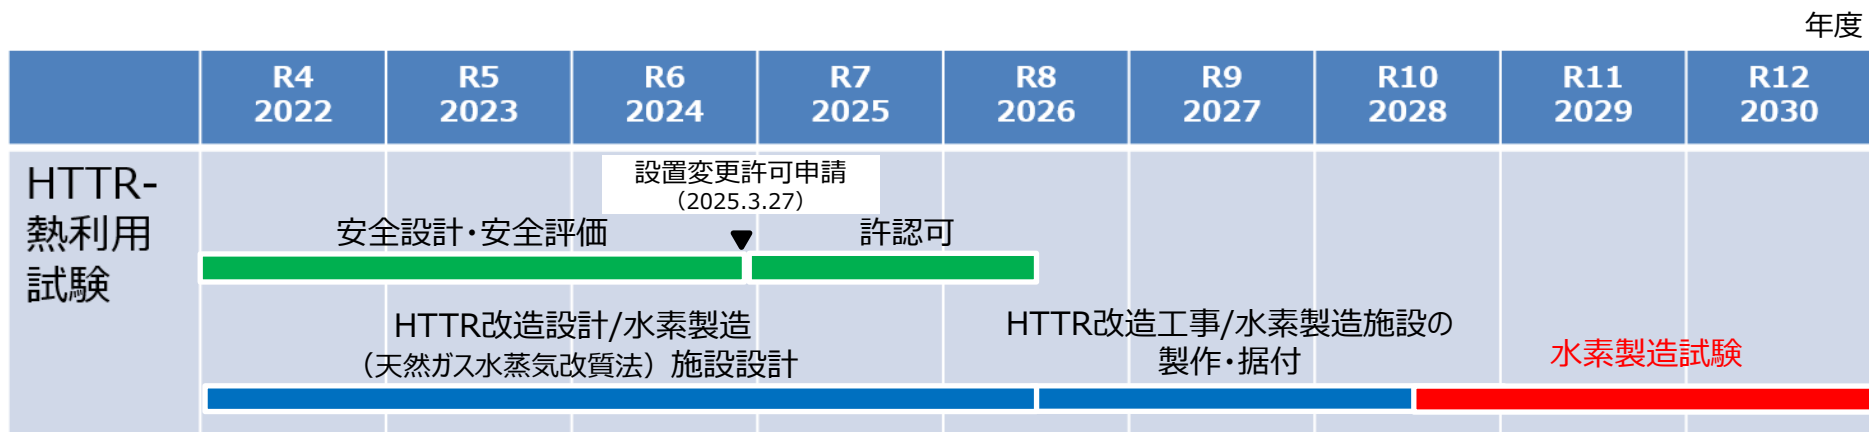 年度
R4 R5 R6 R7 R8 R9 R10 R11 R12
2022 2023 2024 2025 2026 2027 2028 2029 2030
HTTR-
熱利用
試験
設置変更許可申請
（2025.3.27）
安全設計・安全評価
許認可
HTTR改造設計/水素製造
（天然ガス水蒸気改質法）施設設計
HTTR改造工事/水素製造施設の
製作・据付
水素製造試験